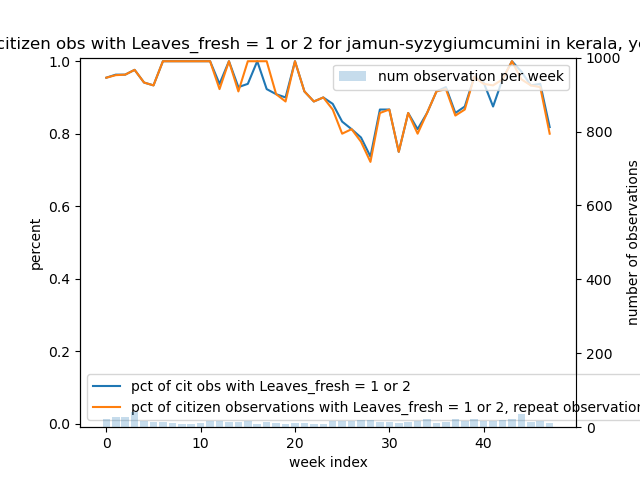 citizen obs with Leaves_fresh = 1 or 2 for jamun-syzygiumcumini in kerala,
num observation per week
1.0
0.8
0.6
0.4
0.2
0.0
percent
1000
800
600
400
200
0
number of observations
pct of cit obs with Leaves_fresh = 1 or 2
pct of citizen observations with Leaves_fresh = 1 or 2, repeat observation
0
10
20
30
40
week index